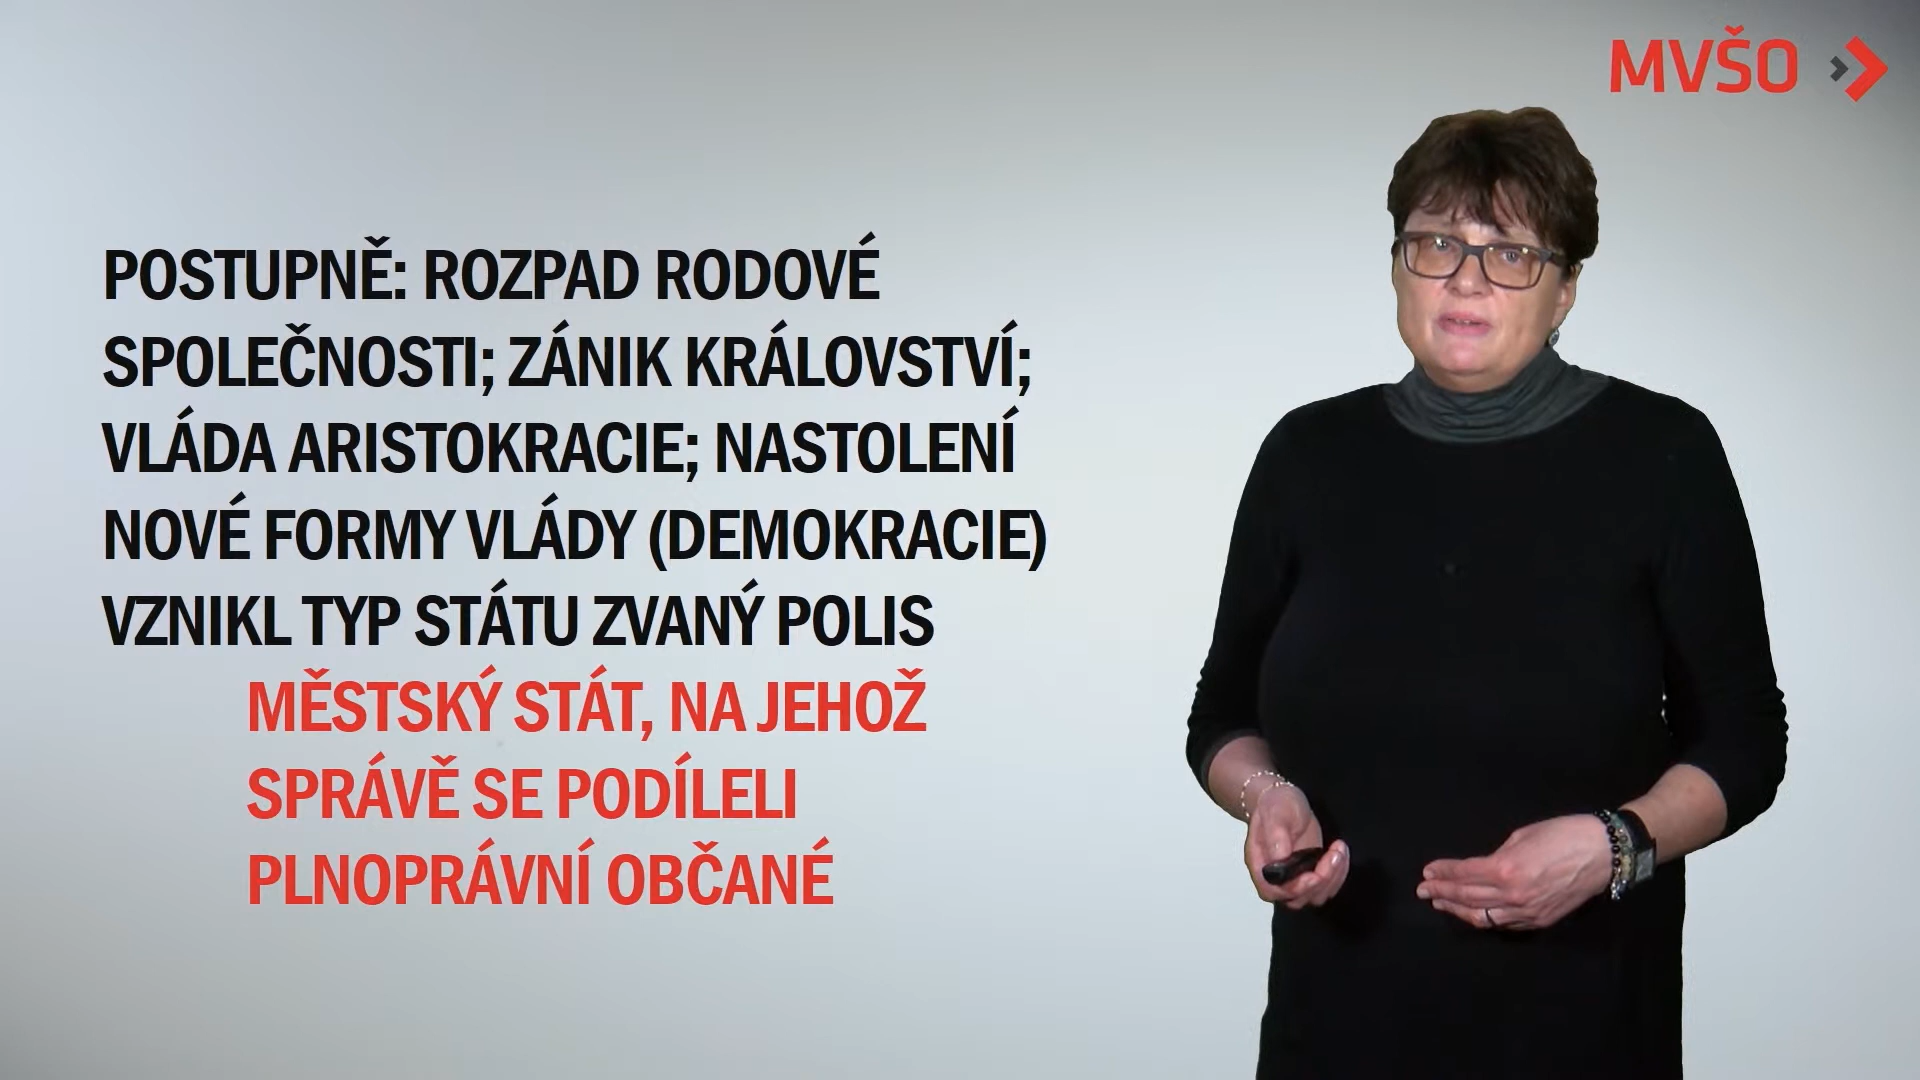 MVŠO
POSTUPNĚ: ROZPAD RODOVÉ
SPOLEČNOSTI; ZÁNIK KRÁLOVSTVÍ;
VLÁDA ARISTOKRACIE; NASTOLENÍ
NOVÉ FORMY VLÁDY (DEMOKRACIE)
VZNIKL TYP STÁTU ZVANÝ POLIS
MĚSTSKÝ STÁT, NA JEHOŽ
SPRÁVĚ SE PODÍLELI
PLNOPRÁVNÍ OBČANÉ